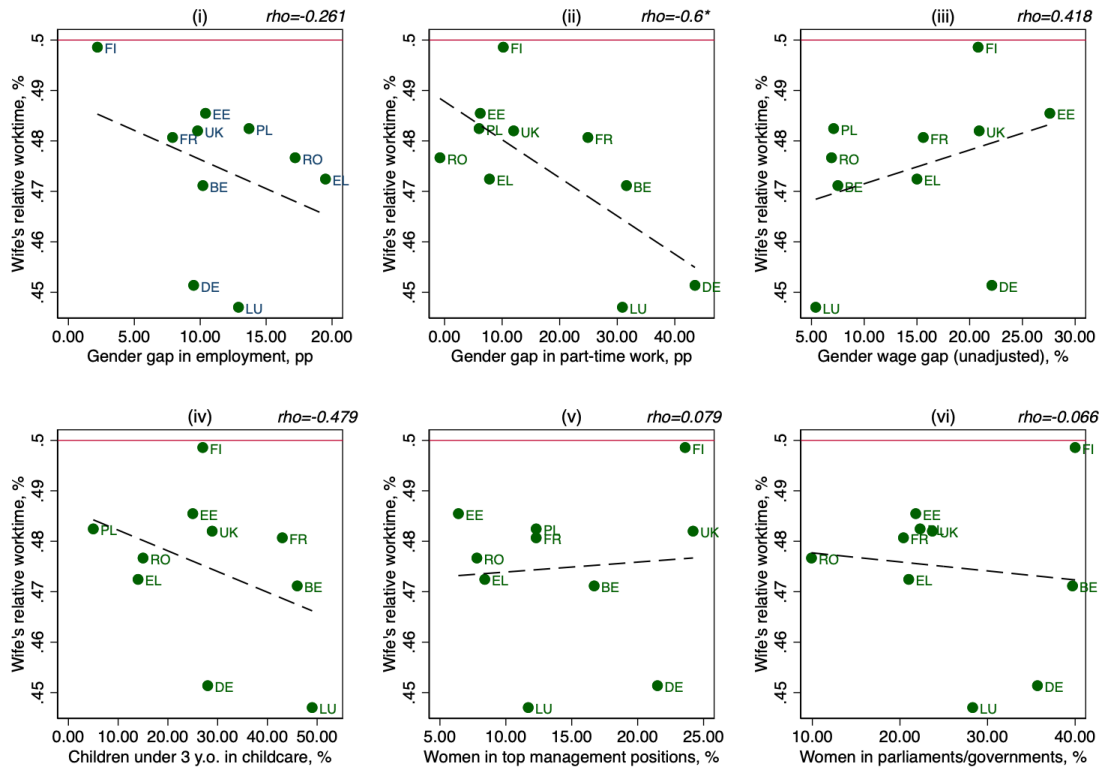 (i) rho=-0.261
Wife's relative worktime, %
.5
.49
.48
.47
.46
.45
FI
EE
UK
PL
FR
RO
EL
BE
DE
LU
0.00 5.00 10.00 15.00 20.00
Gender gap in employment, pp
(ii) rho=-0.6*
Wife's relative worktime, %
.5
.49
.48
.47
.46
.45
FI
EE
PL
UK
FR
RO
EL
BE
DE
LU
0.00 10.00 20.00 30.00 40.00
Gender gap in part-time work, pp
(iii) rho=0.418
Wife's relative worktime, %
.5
.49
.48
.47
.46
.45
FI
EE
PL
UK
FR
RO
EL
BE
DE
LU
5.00 10.00 15.00 20.00 25.00 30.00
Gender wage gap (unadjusted), %
(iv) rho=-0.479
Wife's relative worktime, %
.5
.49
.48
.47
.46
.45
FI
EE
PL
UK
FR
RO
EL
BE
DE
LU
0.00 10.00 20.00 30.00 40.00 50.00
Children under 3 y.o. in childcare, %
(v) rho=0.079
Wife's relative worktime, %
.5
.49
.48
.47
.46
.45
FI
EE
PL
UK
FR
RO
EL
BE
DE
LU
5.00 10.00 15.00 20.00 25.00
Women in top management positions, %
(vi) rho=-0.066
Wife's relative worktime, %
.5
.49
.48
.47
.46
.45
FI
EE
PL
UK
FR
RO
EL
BE
DE
LU
10.00 20.00 30.00 40.00
Women in parliaments/governments, %